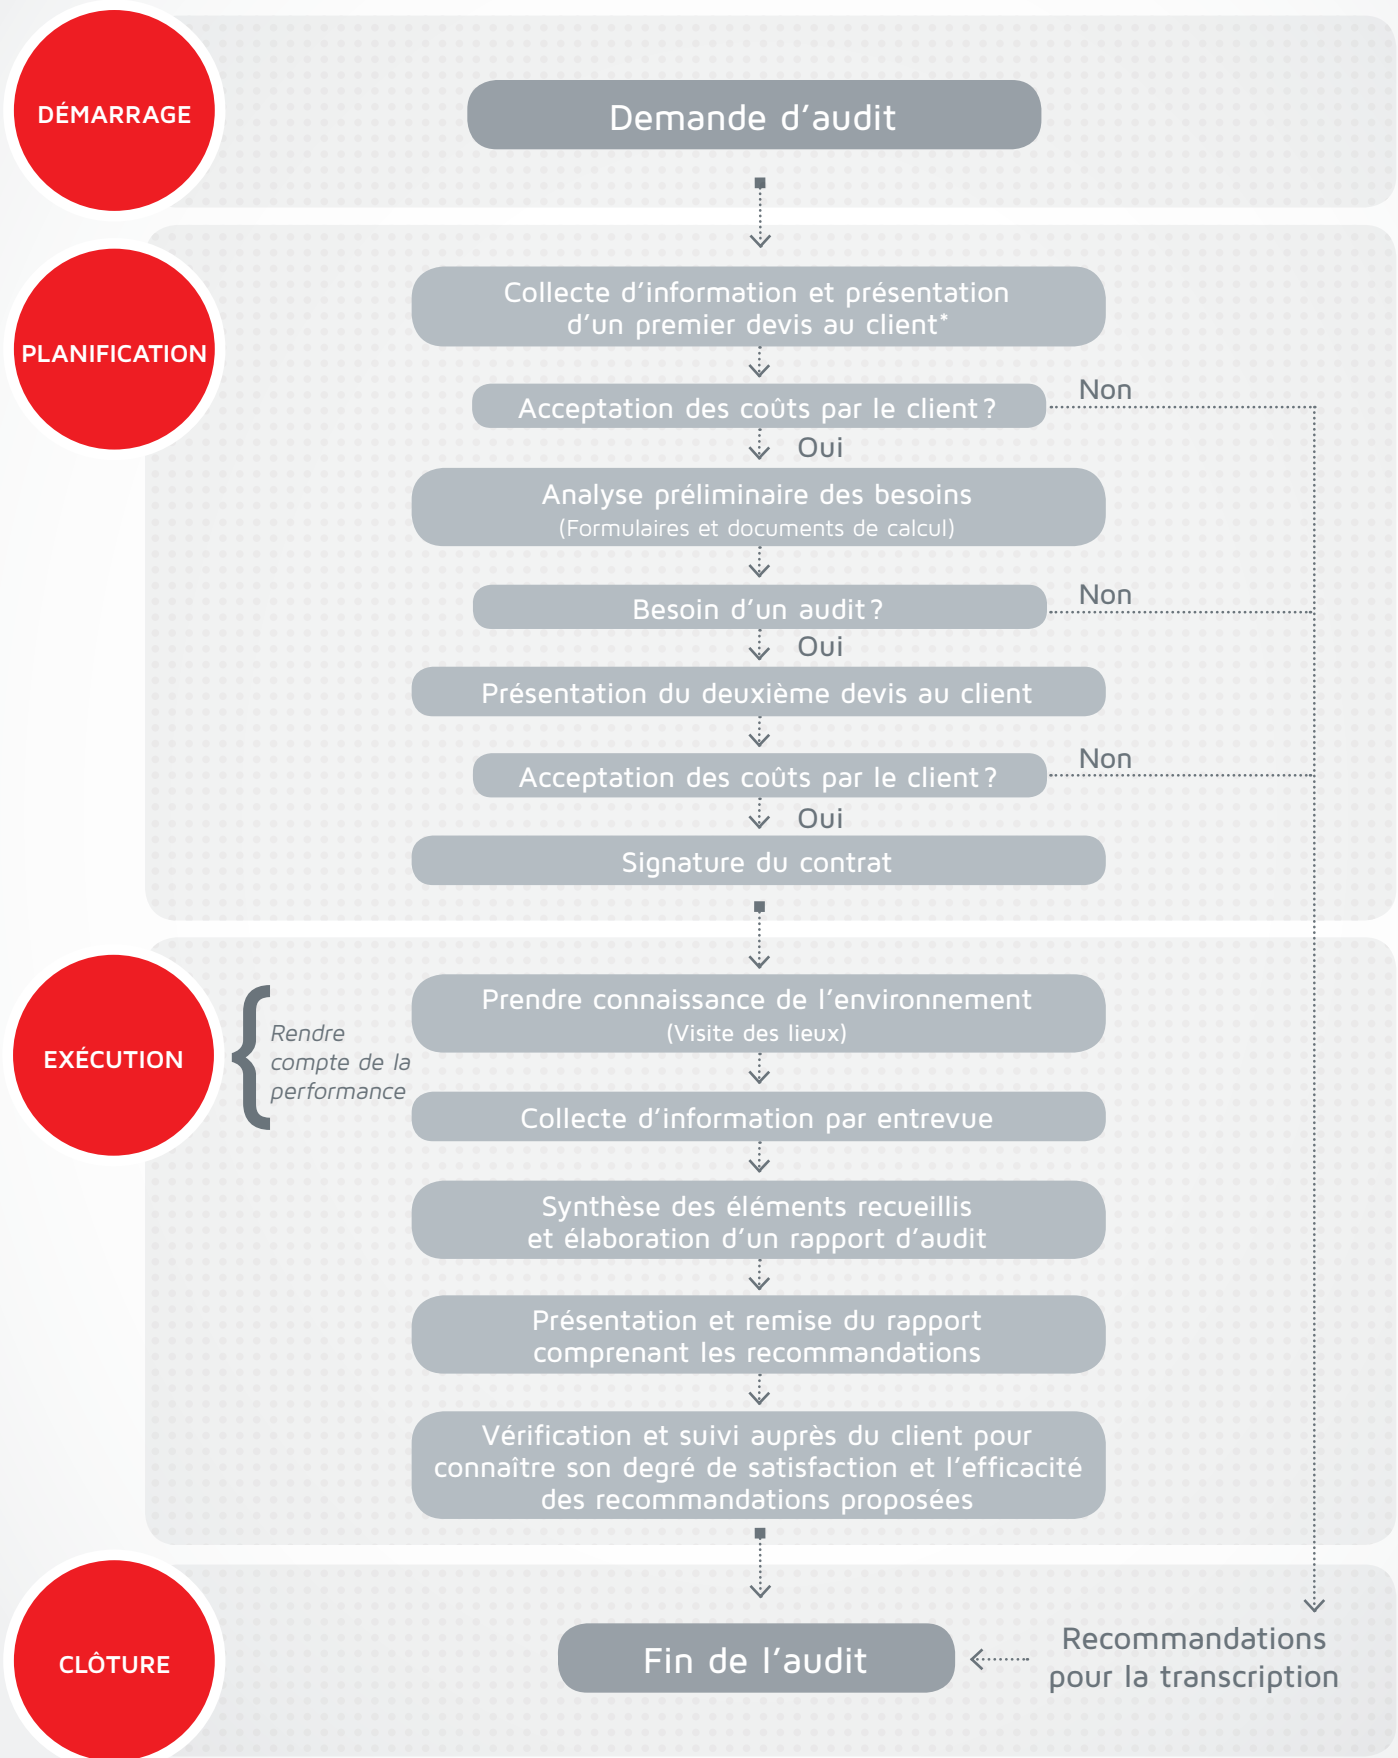 DÉMARRAGE
Demande d’audit
PLANIFICATION
Collecte d’information et présentation
d’un premier devis au client*
Acceptation des coûts par le client ?
Non
Oui
Analyse préliminaire des besoins
(Formulaires et documents de calcul)
Besoin d’un audit ?
Non
Oui
Présentation du deuxième devis au client
Acceptation des coûts par le client ?
Non
Oui
Signature du contrat
EXÉCUTION
Rendre
compte de la
performance
Prendre connaissance de l’environnement
(Visite des lieux)
Collecte d’information par entrevue
Synthèse des éléments recueillis
et élaboration d’un rapport d’audit
Présentation et remise du rapport
comprenant les recommandations
Vérification et suivi auprès du client pour
connaître son degré de satisfaction et l’efficacité
des recommandations proposées
CLÔTURE
Fin de l’audit
Recommandations
pour la transcription